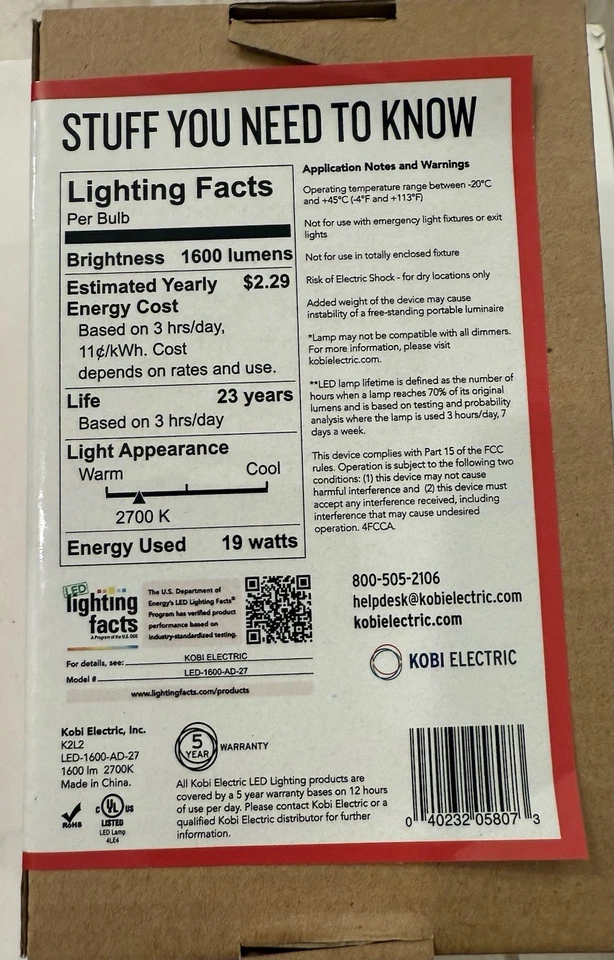 STUFF YOU NEED TO KNOW
Lighting Facts
Per Bulb
Brightness 1600 lumens
Estimated Yearly $2.29
Energy Cost
Based on 3 hrs/day,
11¢/kWh. Cost
depends on rates and use.
Life 23 years
Based on 3 hrs/day
Light Appearance
Warm Cool
2700 K
Energy Used 19 watts
Application Notes and Warnings
Operating temperature range between -20°C
and +45°C (-4°F and +113°F)
Not for use with emergency light fixtures or exit
lights
Not for use in totally enclosed fixture
Risk of Electric Shock - for dry locations only
Added weight of the device may cause
instability of a free-standing portable luminaire
*Lamp may not be compatible with all dimmers.
For more information, please visit
kobielectric.com.
**LED lamp lifetime is defined as the number of
hours when a lamp reaches 70% of its original
lumens and is based on testing and probability
analysis where the lamp is used 3 hours/day, 7
days a week.
This device complies with Part 15 of the FCC
rules. Operation is subject to the following two
conditions: (1) this device may not cause
harmful interference and (2) this device must
accept any interference received, including
interference that may cause undesired
operation. 4FCCA.
LED
lighting
facts
A Program of the U.S. DOE
The U.S. Department of
Energy's LED Lighting Facts®
Program has verified product
performance based on
industry-standardized testing.
For details, see: KOBI ELECTRIC
Model # LED-1600-AD-27
www.lightingfacts.com/products
800-505-2106
helpdesk@kobielectric.com
kobielectric.com
KOBI ELECTRIC
Kobi Electric, Inc.
K2L2
LED-1600-AD-27
1600 lm 2700K
Made in China.
RoHS
c UL us
LISTED
LED Lamp
4LE4
5
YEAR
WARRANTY
All Kobi Electric LED Lighting products are
covered by a 5 year warranty bases on 12 hours
of use per day. Please contact Kobi Electric or a
qualified Kobi Electric distributor for further
information.
0 40232 05807 3